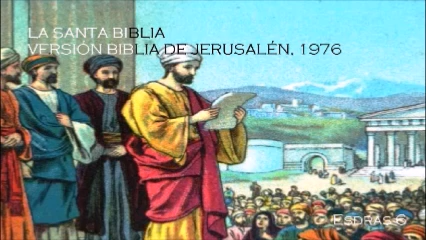 LA SANTA BIBLIA
VERSIÓN BIBLIA DE JERUSALÉN, 1976
Esdras 6